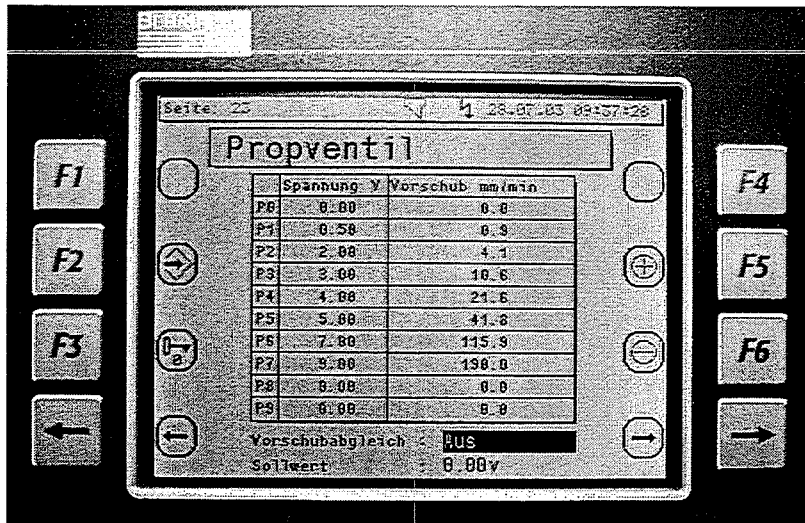 Seite: 23 28.07.03 09:37:28
Propventil
Spannung V Vorschub mm/min
P0 0.00 0.0
P1 0.50 0.9
P2 2.00 4.1
P3 3.00 10.6
P4 4.00 21.6
P5 5.00 41.8
P6 7.80 115.9
P7 9.00 190.0
P8 0.00 0.0
P9 0.00 0.0
Vorschubabgleich : Aus
Sollwert : 0.00v
F1
F2
F3
F4
F5
F6
a